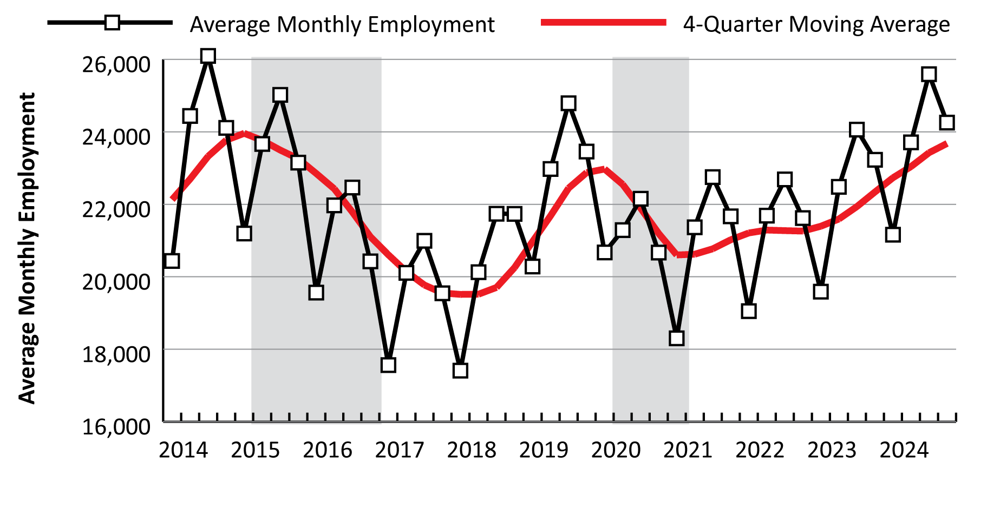 Average Monthly Employment
4-Quarter Moving Average
Average Monthly Employment
26,000
24,000
22,000
20,000
18,000
16,000
2014 2015 2016 2017 2018 2019 2020 2021 2022 2023 2024